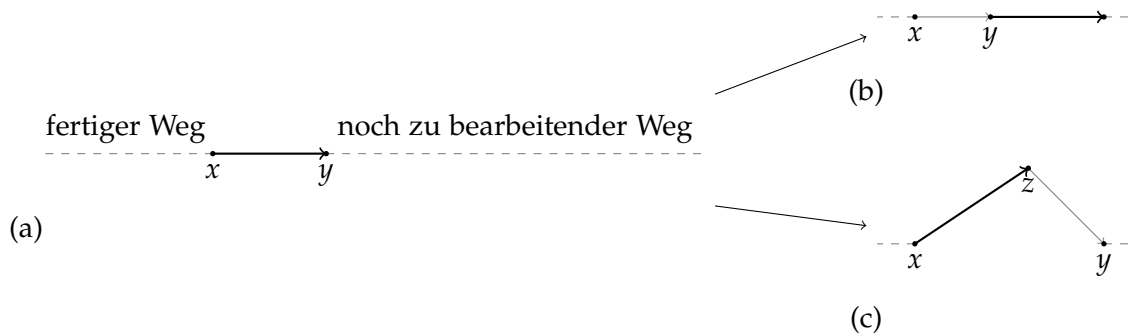 fertiger Weg
noch zu bearbeitender Weg
x
y
(a)
x
y
(b)
z
x
y
(c)